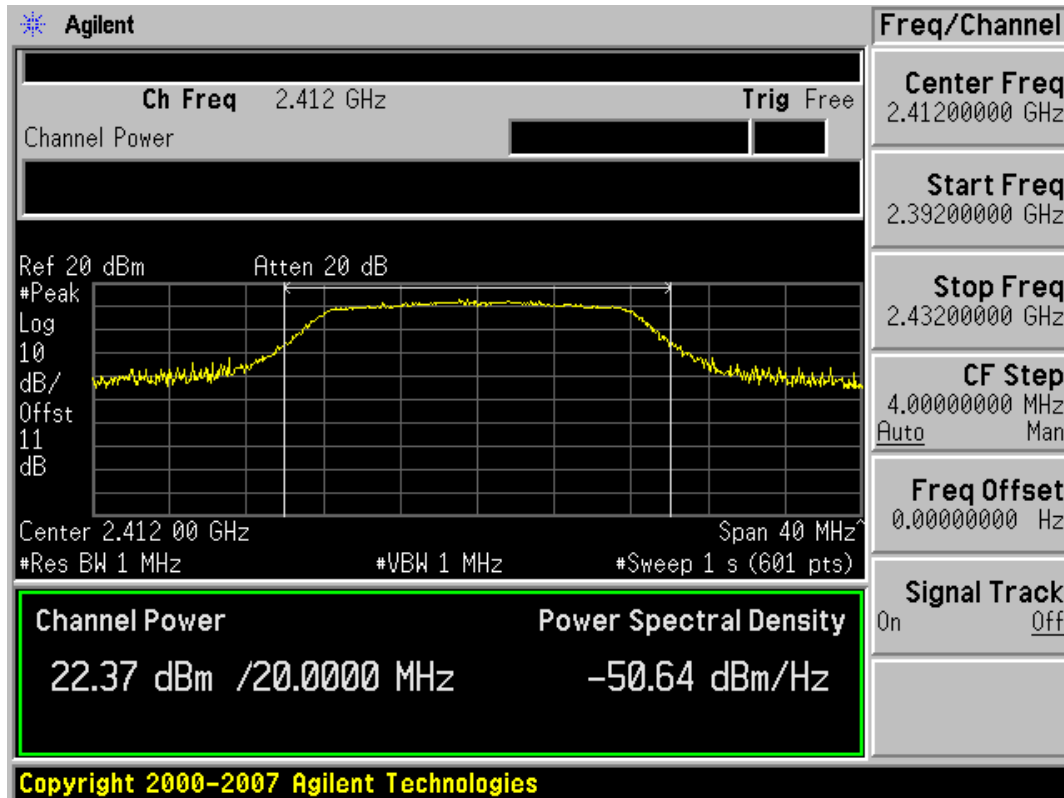 Agilent
Freq/Channel
Ch Freq 2.412 GHz Trig Free
Channel Power
Center Freq
2.41200000 GHz
Start Freq
2.39200000 GHz
Stop Freq
2.43200000 GHz
CF Step
4.00000000 MHz
Auto Man
Freq Offset
0.00000000 Hz
Signal Track
On Off
Ref 20 dBm Atten 20 dB
#Peak
Log
10
dB/
Offst
11
dB
Center 2.412 00 GHz Span 40 MHz^
#Res BW 1 MHz #VBW 1 MHz #Sweep 1 s (601 pts)
Channel Power Power Spectral Density
22.37 dBm /20.0000 MHz -50.64 dBm/Hz
Copyright 2000-2007 Agilent Technologies